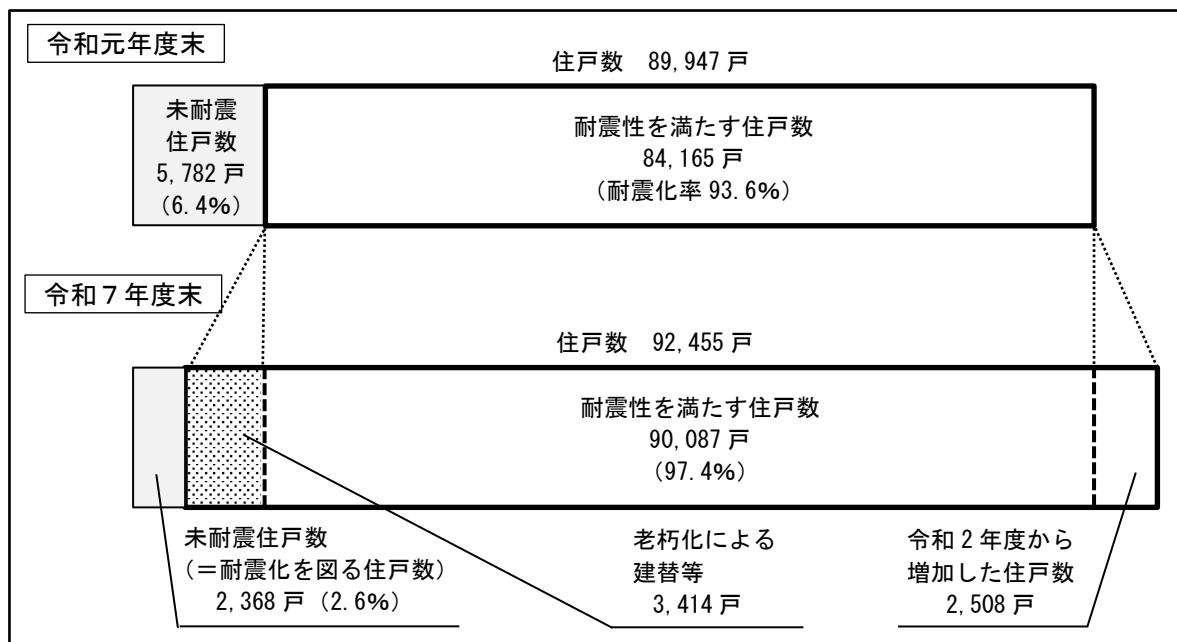 令和元年度末
住戸数 89,947 戸
未耐震
住戸数
5,782 戸
(6.4%)
耐震性を満たす住戸数
84,165 戸
(耐震化率 93.6%)
令和７年度末
住戸数 92,455 戸
耐震性を満たす住戸数
90,087 戸
(97.4%)
未耐震住戸数
(＝耐震化を図る住戸数)
2,368 戸 (2.6%)
老朽化による
建替等
3,414 戸
令和２年度から
増加した住戸数
2,508 戸